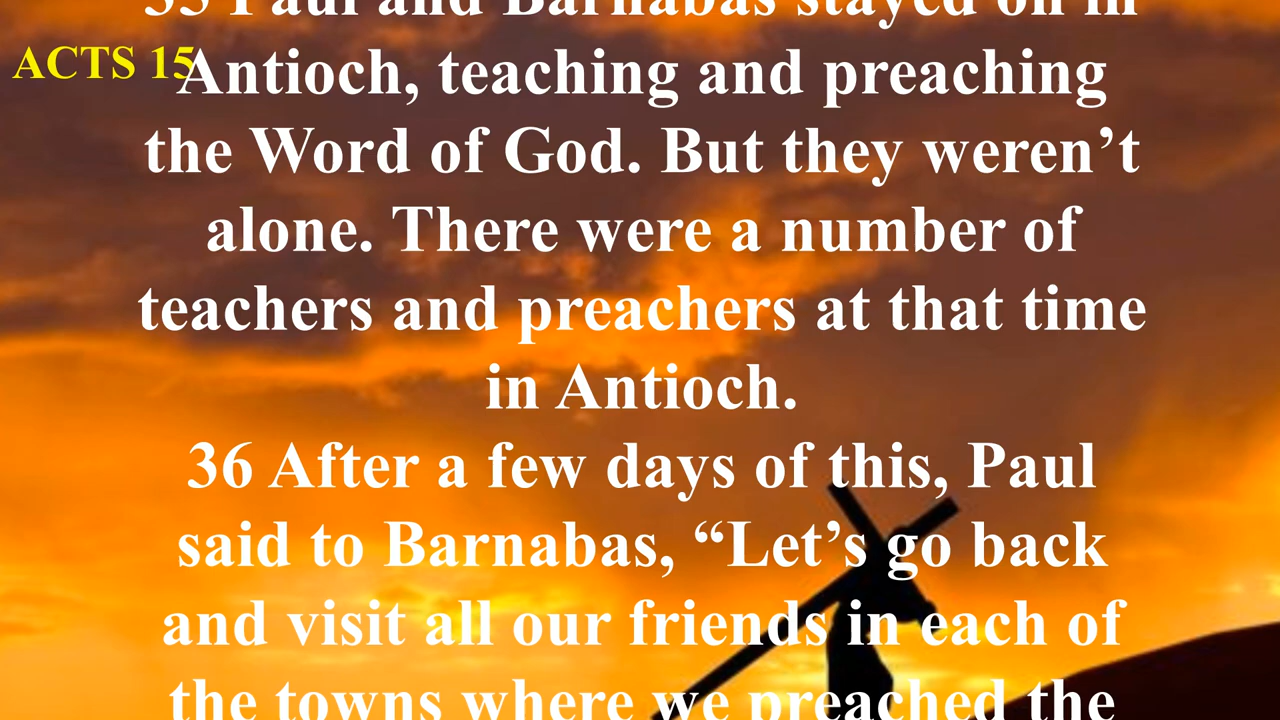 35 Paul and Barnabas stayed on in
ACTS 15
Antioch, teaching and preaching
the Word of God. But they weren’t
alone. There were a number of
teachers and preachers at that time
in Antioch.
36 After a few days of this, Paul
said to Barnabas, “Let’s go back
and visit all our friends in each of
the towns where we preached the